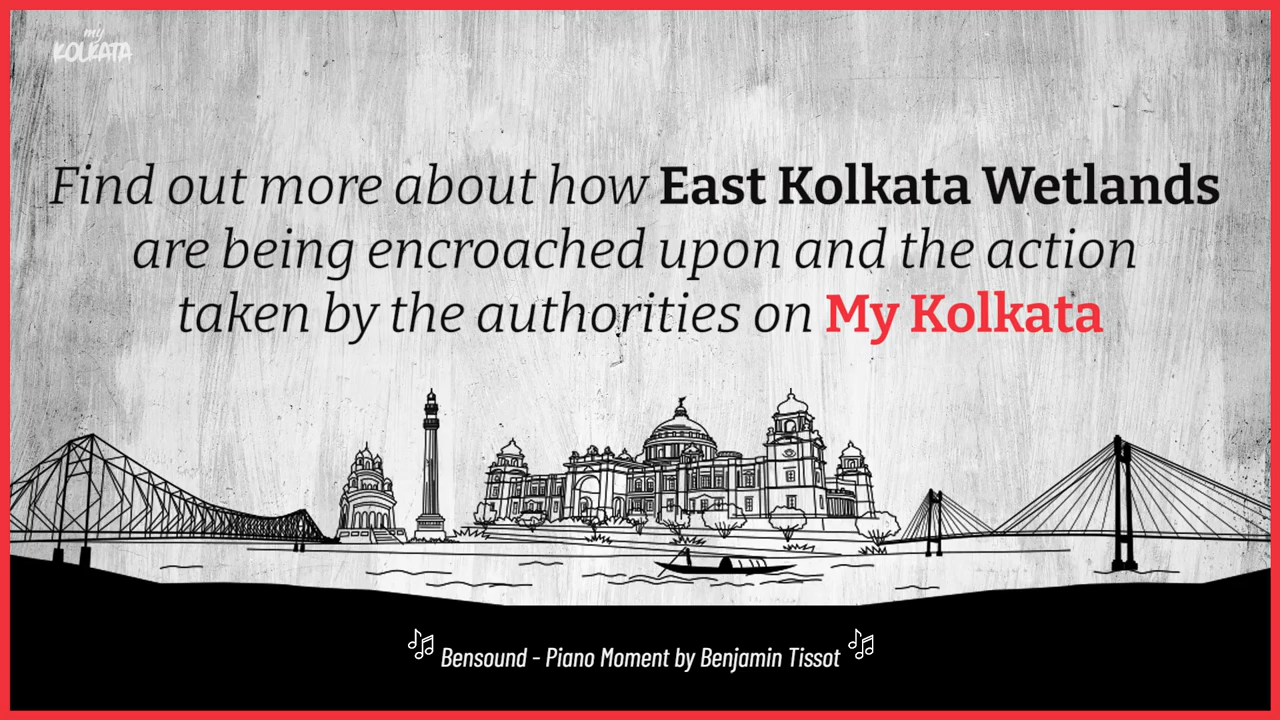 my
KOLKATA
Find out more about how East Kolkata Wetlands
are being encroached upon and the action
taken by the authorities on My Kolkata
Bensound - Piano Moment by Benjamin Tissot